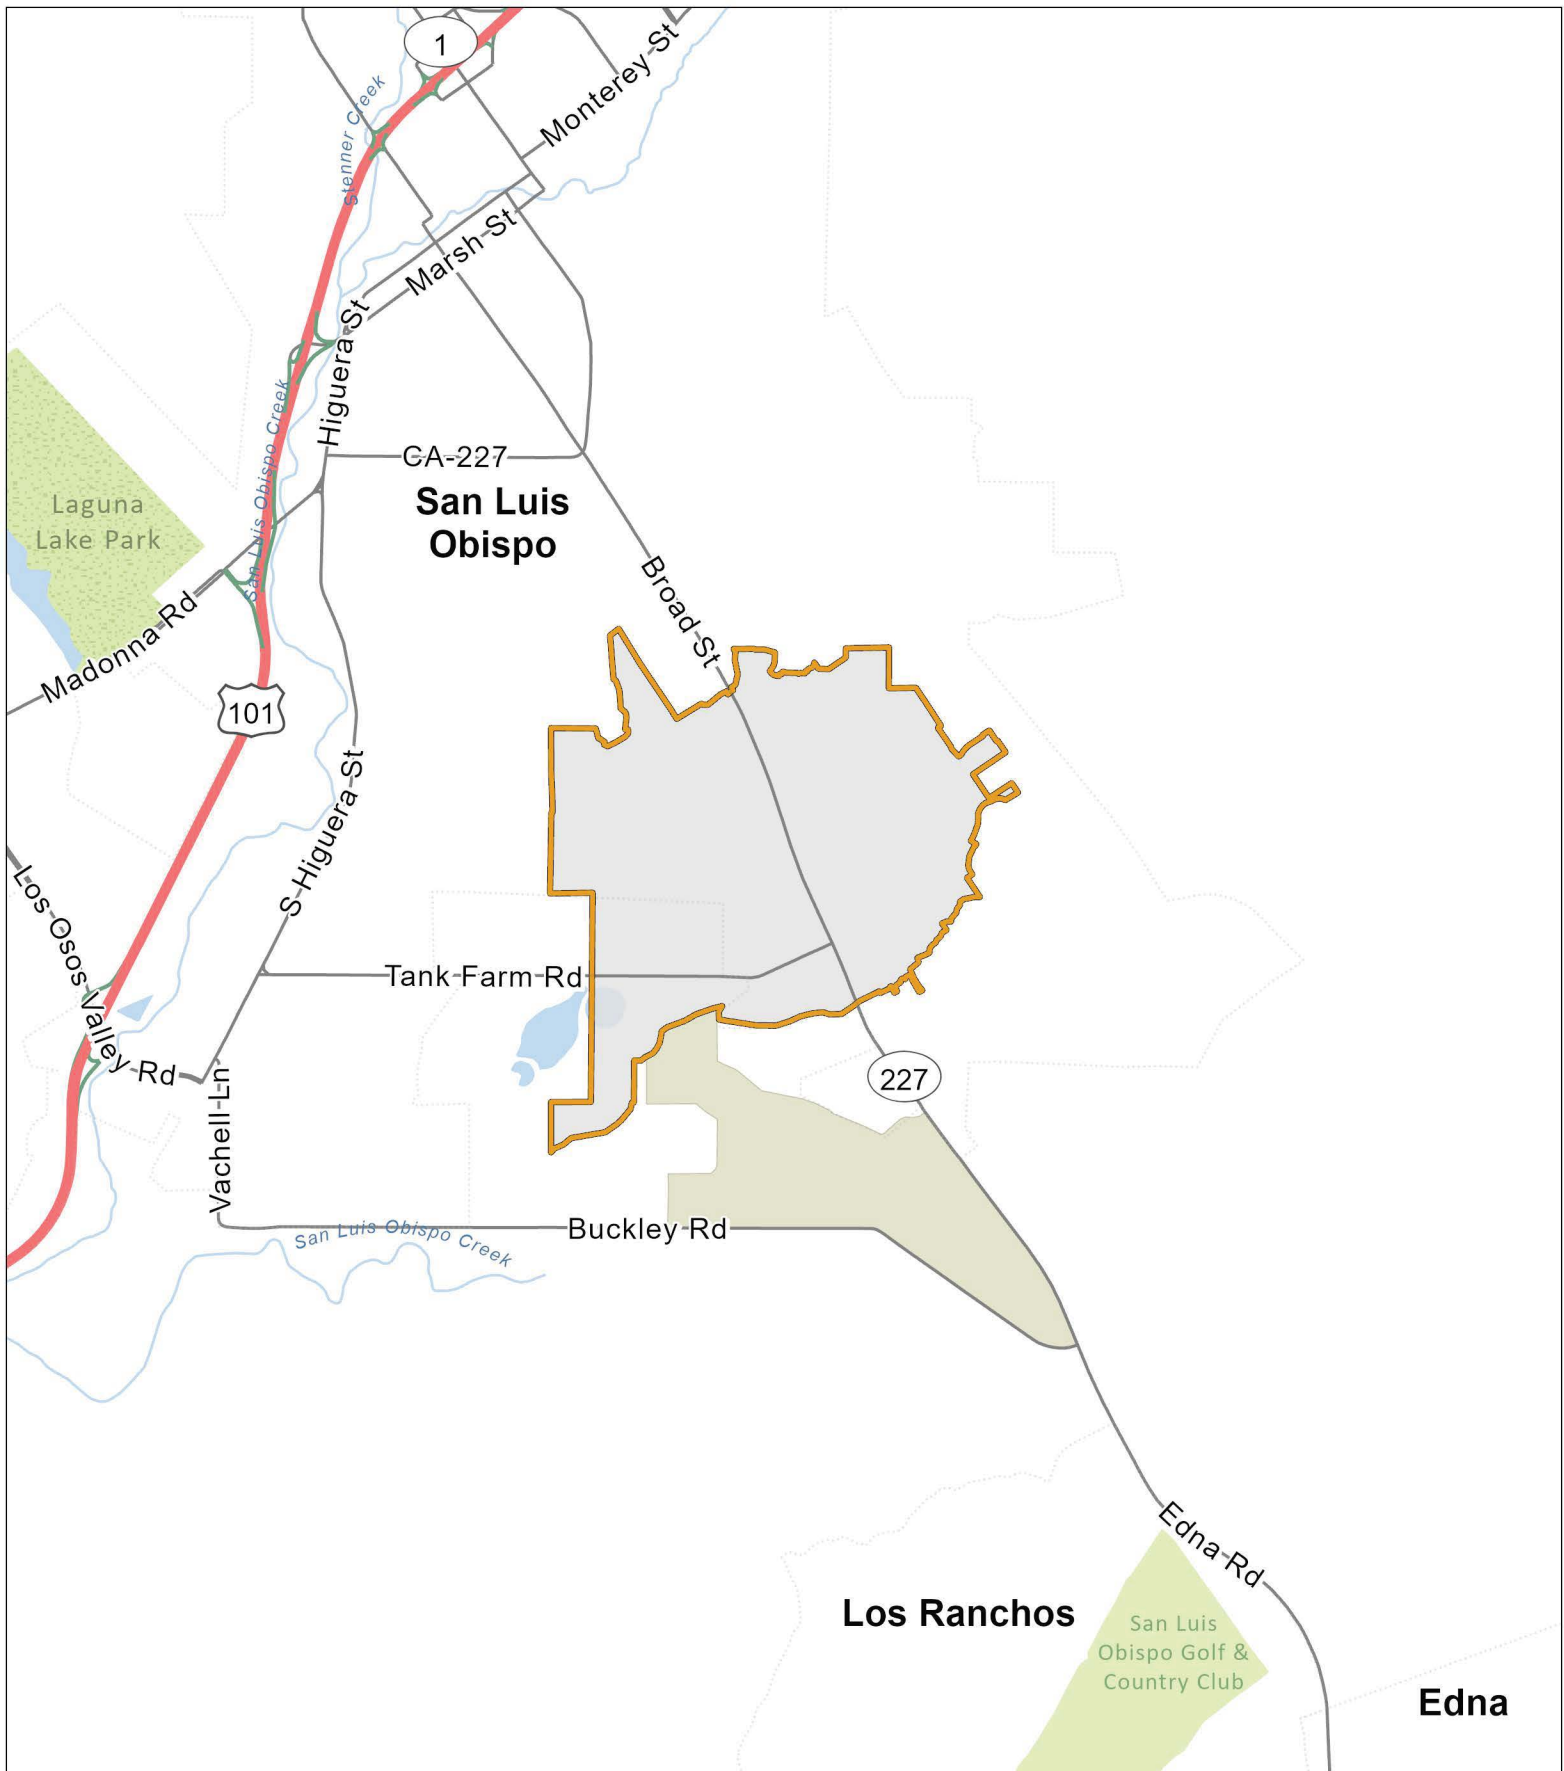 1
Monterey St
Stenner Creek
Marsh St
Higuera St
San Luis Obispo Creek
CA-227
San Luis
Obispo
Laguna
Lake Park
Broad St
Madonna Rd
101
S Higuera St
Los Osos Valley Rd
Tank Farm Rd
227
Vachell Ln
Buckley Rd
San Luis Obispo Creek
Edna Rd
Los Ranchos
San Luis
Obispo Golf &
Country Club
Edna